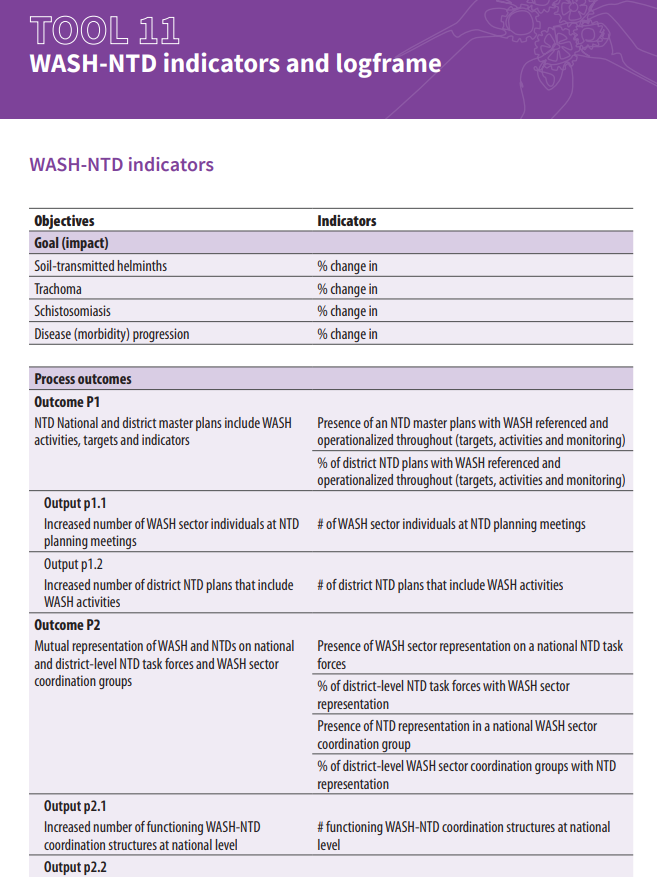 TOOL 11
WASH-NTD indicators and logframe
WASH-NTD indicators
Objectives Indicators
Goal (impact)
Soil-transmitted helminths % change in
Trachoma % change in
Schistosomiasis % change in
Disease (morbidity) progression % change in
Process outcomes
Outcome P1
NTD National and district master plans include WASH
activities, targets and indicators
Presence of an NTD master plans with WASH referenced and
operationalized throughout (targets, activities and monitoring)
% of district NTD plans with WASH referenced and
operationalized throughout (targets, activities and monitoring)
Output p1.1
Increased number of WASH sector individuals at NTD
planning meetings
# of WASH sector individuals at NTD planning meetings
Output p1.2
Increased number of district NTD plans that include
WASH activities
# of district NTD plans that include WASH activities
Outcome P2
Mutual representation of WASH and NTDs on national
and district-level NTD task forces and WASH sector
coordination groups
Presence of WASH sector representation on a national NTD task
forces
% of district-level NTD task forces with WASH sector
representation
Presence of NTD representation in a national WASH sector
coordination group
% of district-level WASH sector coordination groups with NTD
representation
Output p2.1
Increased number of functioning WASH-NTD
coordination structures at national level
# functioning WASH-NTD coordination structures at national
level
Output p2.2